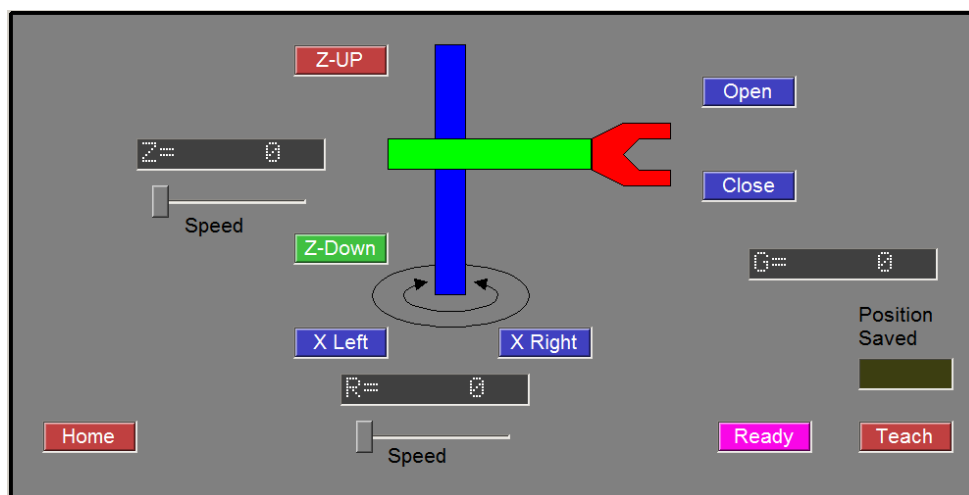 Z-UP
Open
Z= 0
Close
Speed
Z-Down
G= 0
Position
Saved
X Left
X Right
R= 0
Home
Ready
Teach
Speed